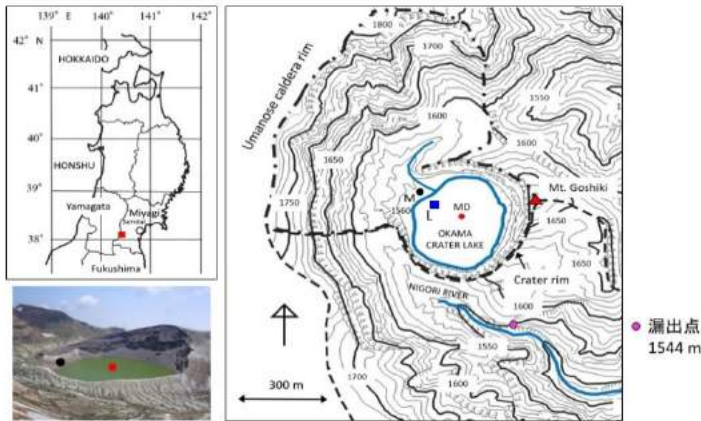 139° E
140°
141°
142°
42° N
HOKKAIDO
41°
40°
HONSHU
39°
Yamagata
Miyagi
Sendai
38°
Fukushima
Umanose caldera rim
1800
1700
1550
1600
1600
1650
1750
M
1560
L
MD
OKAMA
CRATER LAKE
Mt. Goshiki
1650
1650
Crater rim
NIGORI RIVER
1600
1550
1700
1600
300 m
漏出点
1544 m